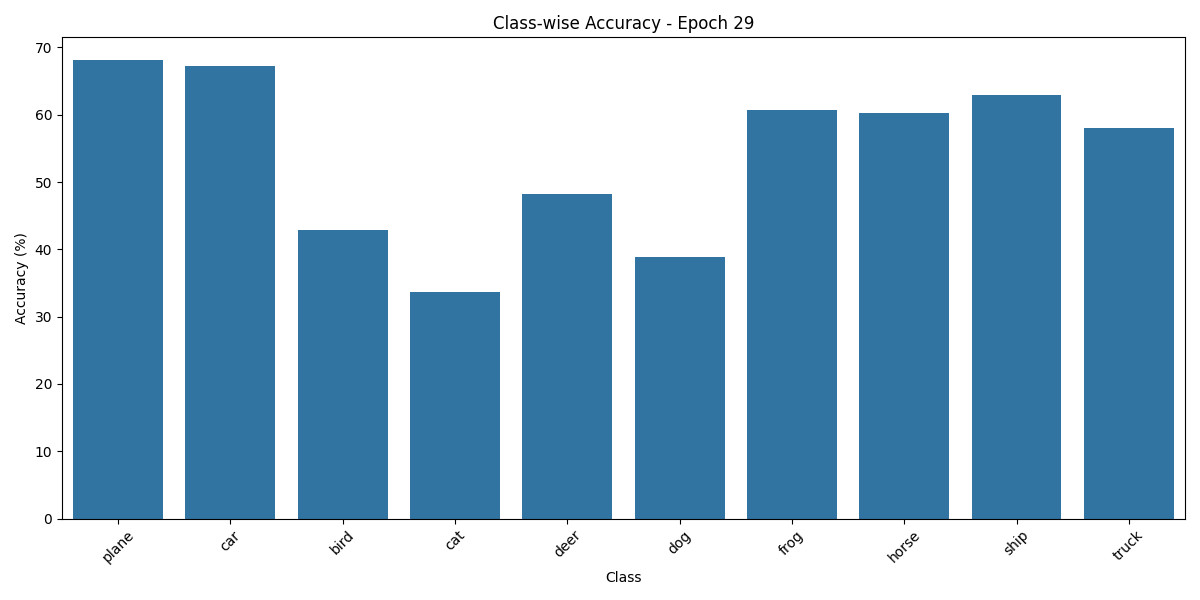 Class-wise Accuracy - Epoch 29
Accuracy (%)
70
60
50
40
30
20
10
0
plane
car
bird
cat
deer
dog
frog
horse
ship
truck
Class